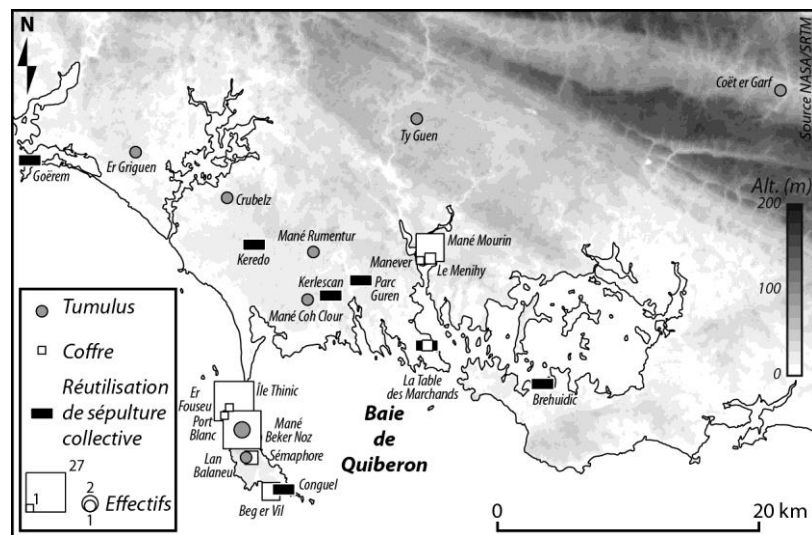 N
Source NASA/SRTM
Coët er Garf
Ty Guen
Er Griguen
Goërem
Crubelz
Alt. (m)
200
100
0
Mané Rumentur
Mané Mourin
Keredo
Manever
Le Menihy
Kerlescan
Parc
Guren
Mané Coh Clour
La Table
des Marchands
Brehuidic
Er
Fouseu
Île Thinic
Port
Blanc
Mané
Beker Noz
Lan
Balaneu
Sémaphore
Conguel
Beg er Vil
Baie
de
Quiberon
Tumulus
Coffre
Réutilisation
de sépulture
collective
27
1
2
1
Effectifs
0
20 km